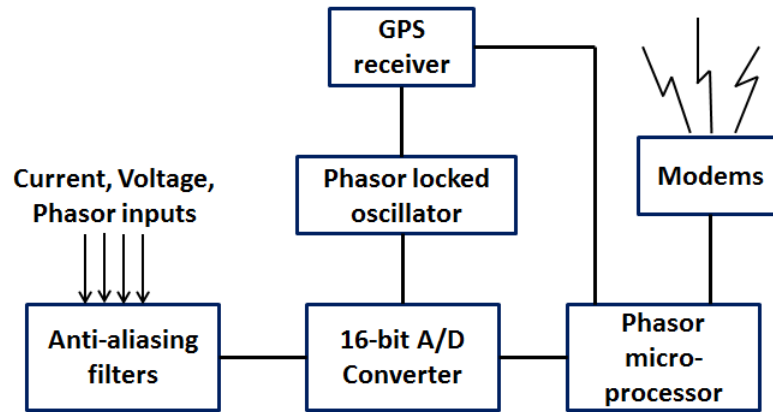 GPS
receiver
Current, Voltage,
Phasor inputs
Phasor locked
oscillator
Modems
Anti-aliasing
filters
16-bit A/D
Converter
Phasor
micro-
processor